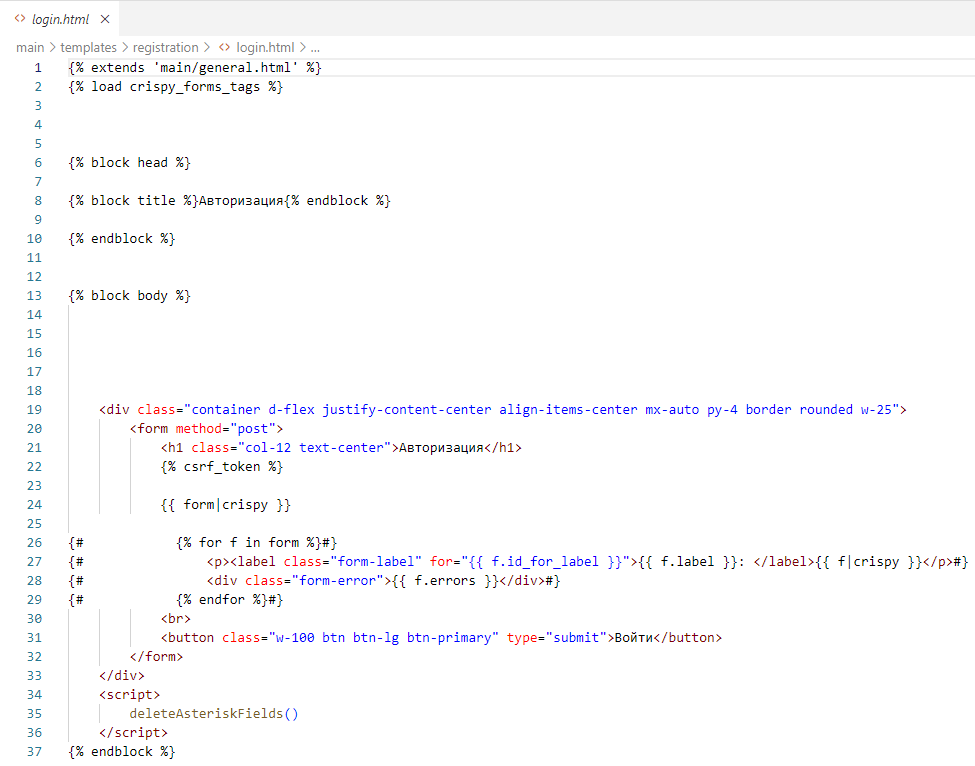 login.html ×
main > templates > registration > <> login.html > ...
1 {% extends 'main/general.html' %}
2 {% load crispy_forms_tags %}
3
4
5
6 {% block head %}
7
8 {% block title %}Авторизация{% endblock %}
9
10 {% endblock %}
11
12
13 {% block body %}
14
15
16
17
18
19 <div class="container d-flex justify-content-center align-items-center mx-auto py-4 border rounded w-25">
20 <form method="post">
21 <h1 class="col-12 text-center">Авторизация</h1>
22 {% csrf_token %}
23
24 {{ form|crispy }}
25
26 {# {% for f in form %}#}
27 {# <p><label class="form-label" for="{{ f.id_for_label }}">{{ f.label }}: </label>{{ f|crispy }}</p>#}
28 {# <div class="form-error">{{ f.errors }}</div>#}
29 {# {% endfor %}#}
30 <br>
31 <button class="w-100 btn btn-lg btn-primary" type="submit">Войти</button>
32 </form>
33 </div>
34 <script>
35 deleteAsteriskFields()
36 </script>
37 {% endblock %}